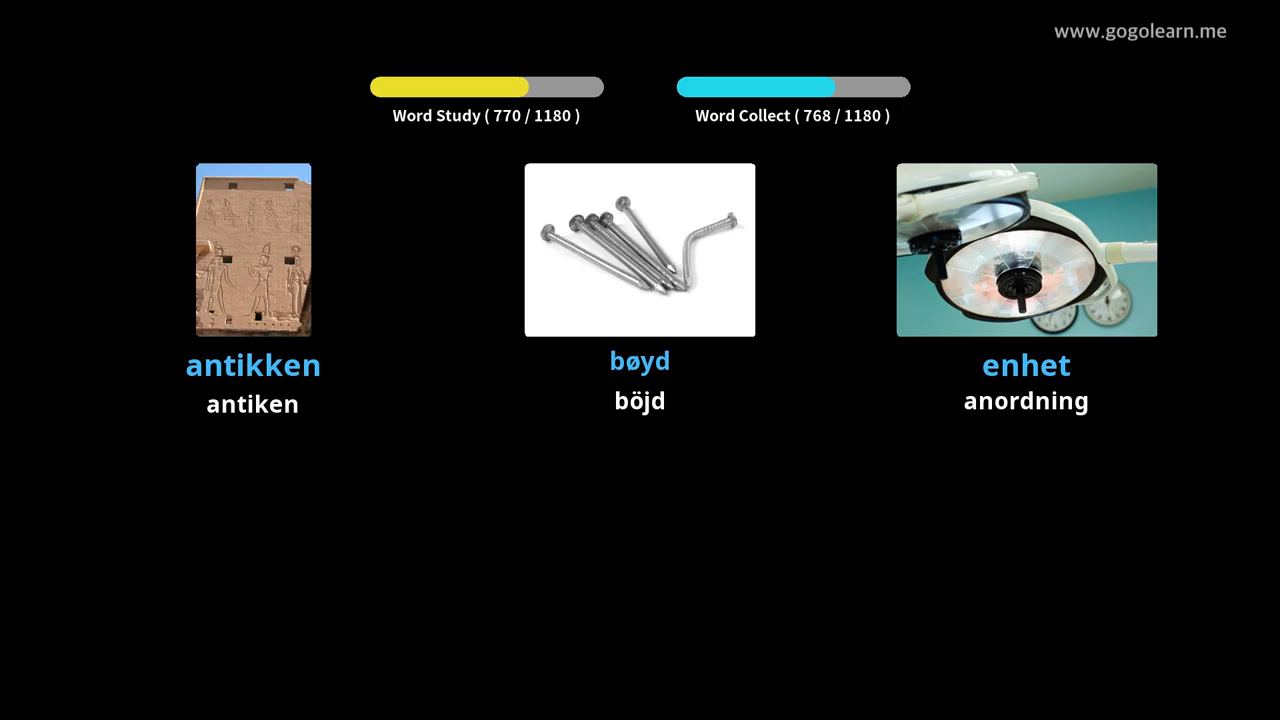 www.gogolearn.me
Word Study ( 770 / 1180 )
Word Collect ( 768 / 1180 )
antikken
antiken
bøyd
böjd
enhet
anordning